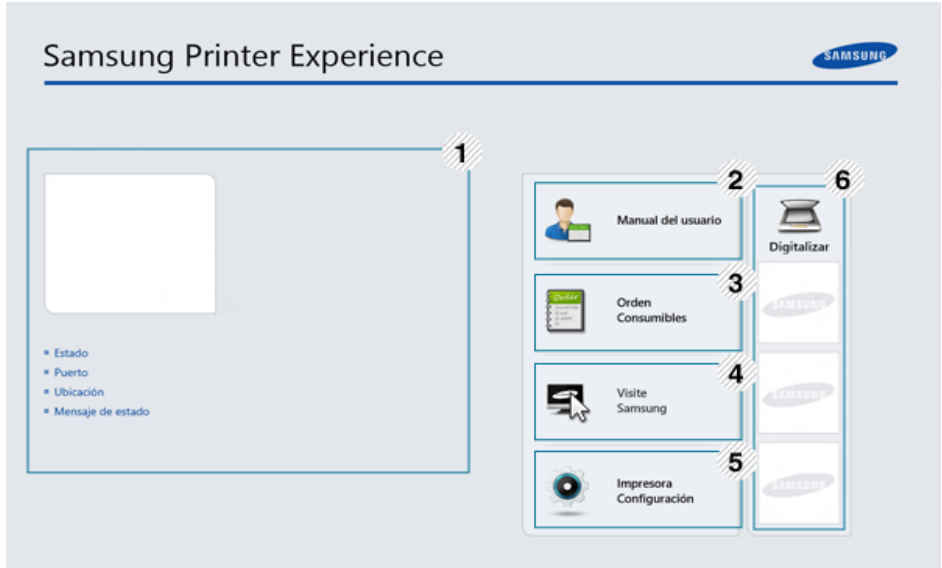 Samsung Printer Experience
SAMSUNG
1
Estado
Puerto
Ubicación
Mensaje de estado
2
Manual del usuario
3
Order
Orden
Consumibles
4
Visite
Samsung
5
Impresora
Configuración
6
Digitalizar
SAMSUNG
SAMSUNG
SAMSUNG